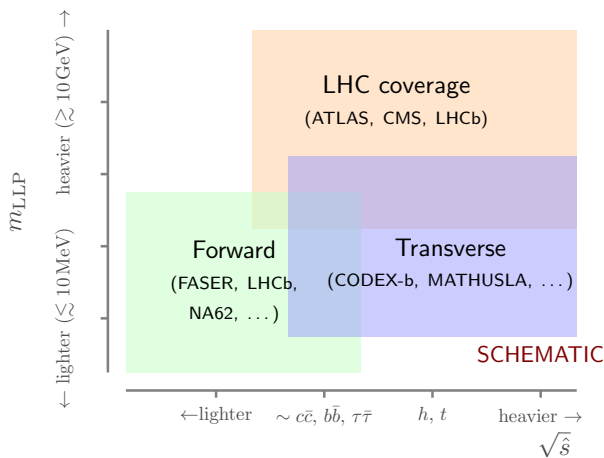 LHC coverage
(ATLAS, CMS, LHCb)
Forward
(FASER, LHCb,
NA62, ...)
Transverse
(CODEX-b, MATHUSLA, ...)
SCHEMATIC
m_LLP
← lighter (≲ 10 MeV)
heavier (≳ 10 GeV) →
←lighter
∼ cc̄, bb̄, ττ̄
h, t
heavier →
√ŝ